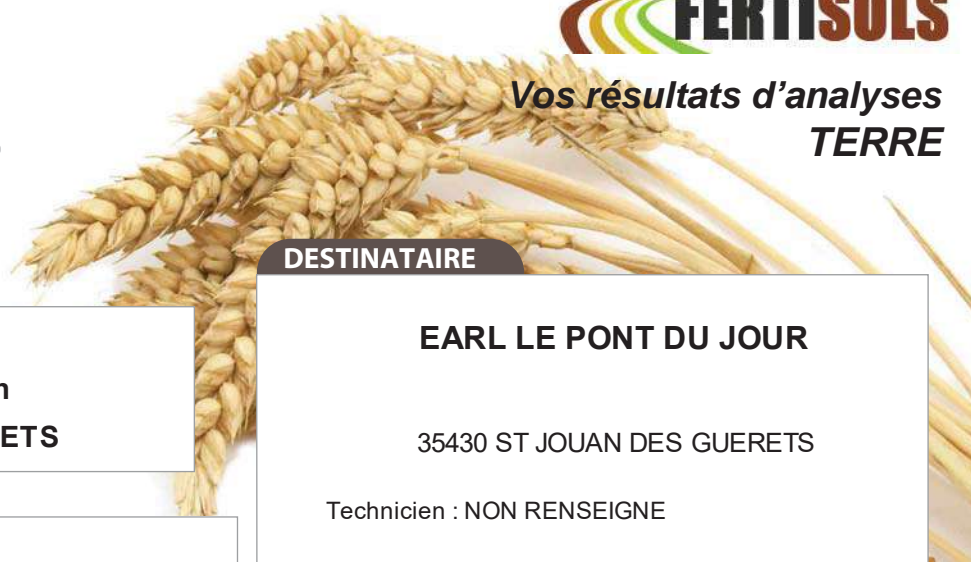 FERTISOLS
Vos résultats d'analyses
TERRE
DESTINATAIRE
EARL LE PONT DU JOUR
ETS
35430 ST JOUAN DES GUERETS
Technicien : NON RENSEIGNE